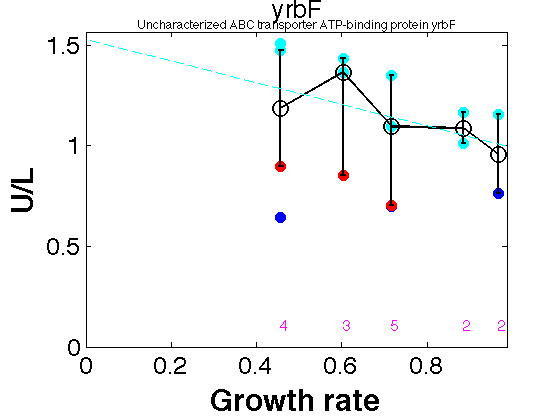 yrbF
Uncharacterized ABC transporter ATP-binding protein yrbF
1.5
1
0.5
0
U/L
4 3 5 2 2
0 0.2 0.4 0.6 0.8
Growth rate